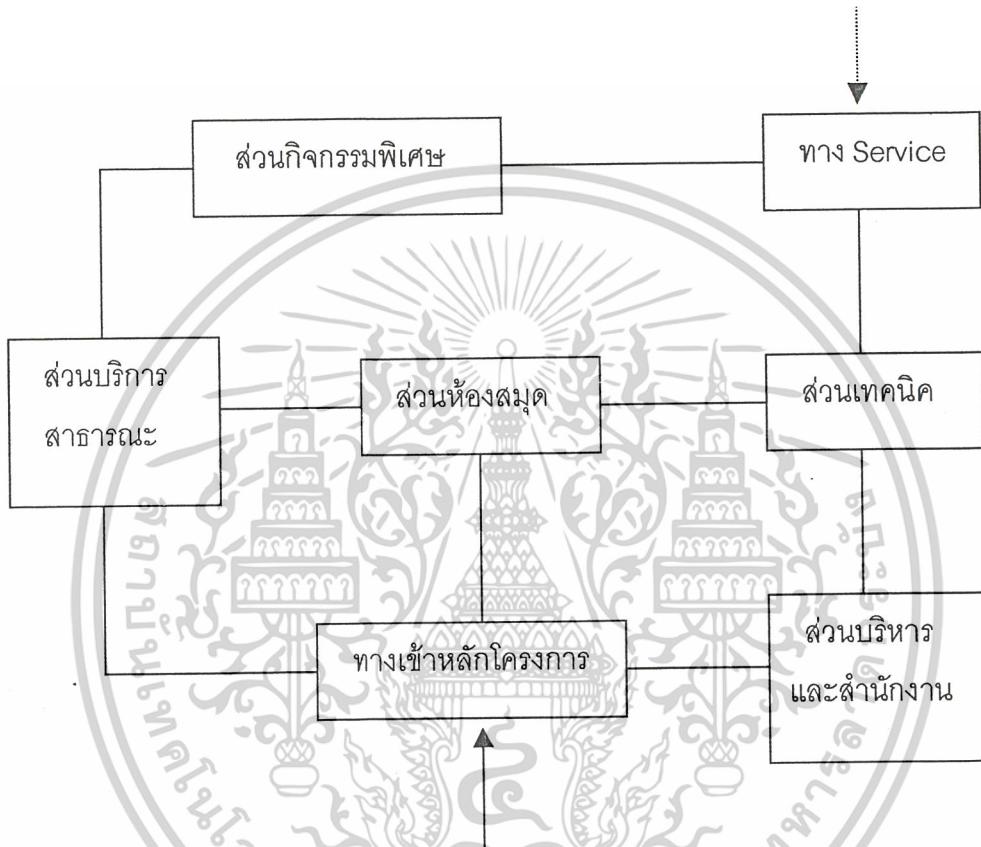 ส่วนกิจกรรมพิเศษ
ทาง Service
ส่วนบริการ
สาธารณะ
ส่วนห้องสมุด
ส่วนเทคนิค
ทางเข้าหลักโครงการ
ส่วนบริหาร
และสำนักงาน